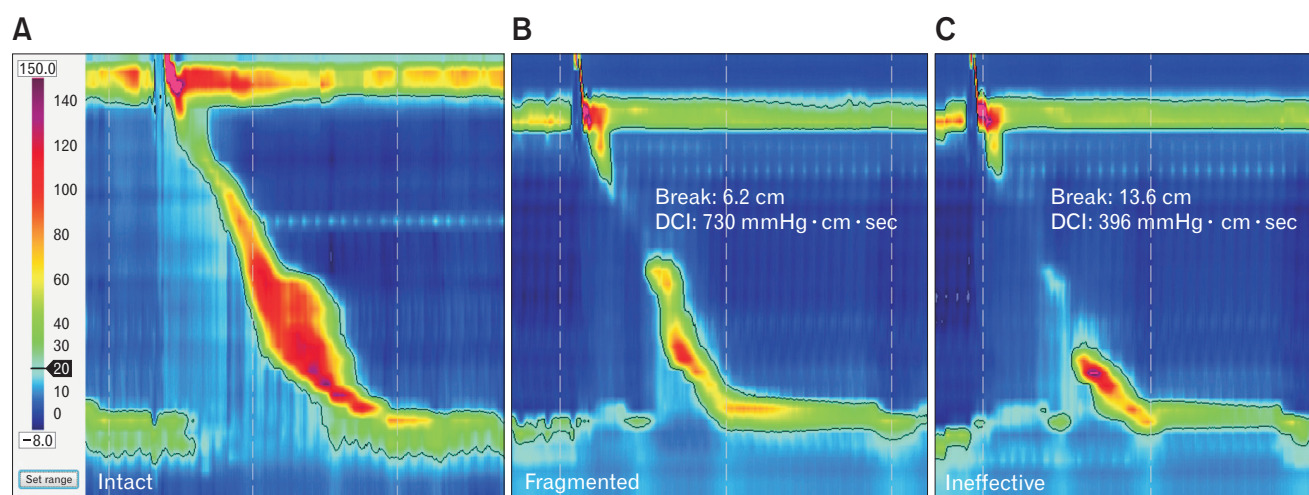 A
B
C
150.0
140
120
100
80
60
40
30
20
10
0
−8.0
Set range
Intact
Break: 6.2 cm
DCI: 730 mmHg · cm · sec
Fragmented
Break: 13.6 cm
DCI: 396 mmHg · cm · sec
Ineffective